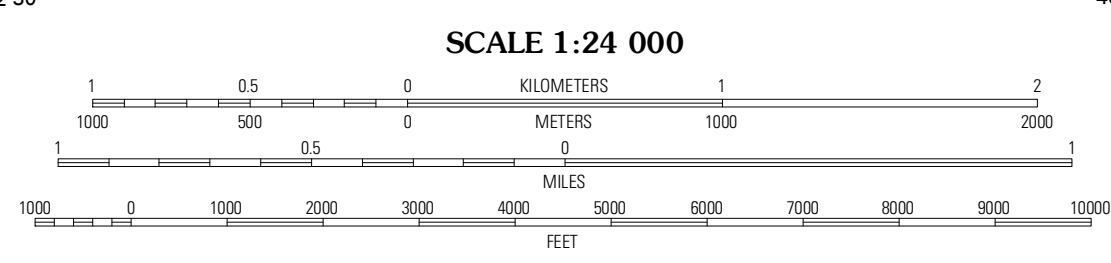 SCALE 1:24 000
1 0.5 0 KILOMETERS 1 2
1000 500 0 METERS 1000 2000
1 0.5 0 1
MILES
1000 0 1000 2000 3000 4000 5000 6000 7000 8000 9000 10000
FEET